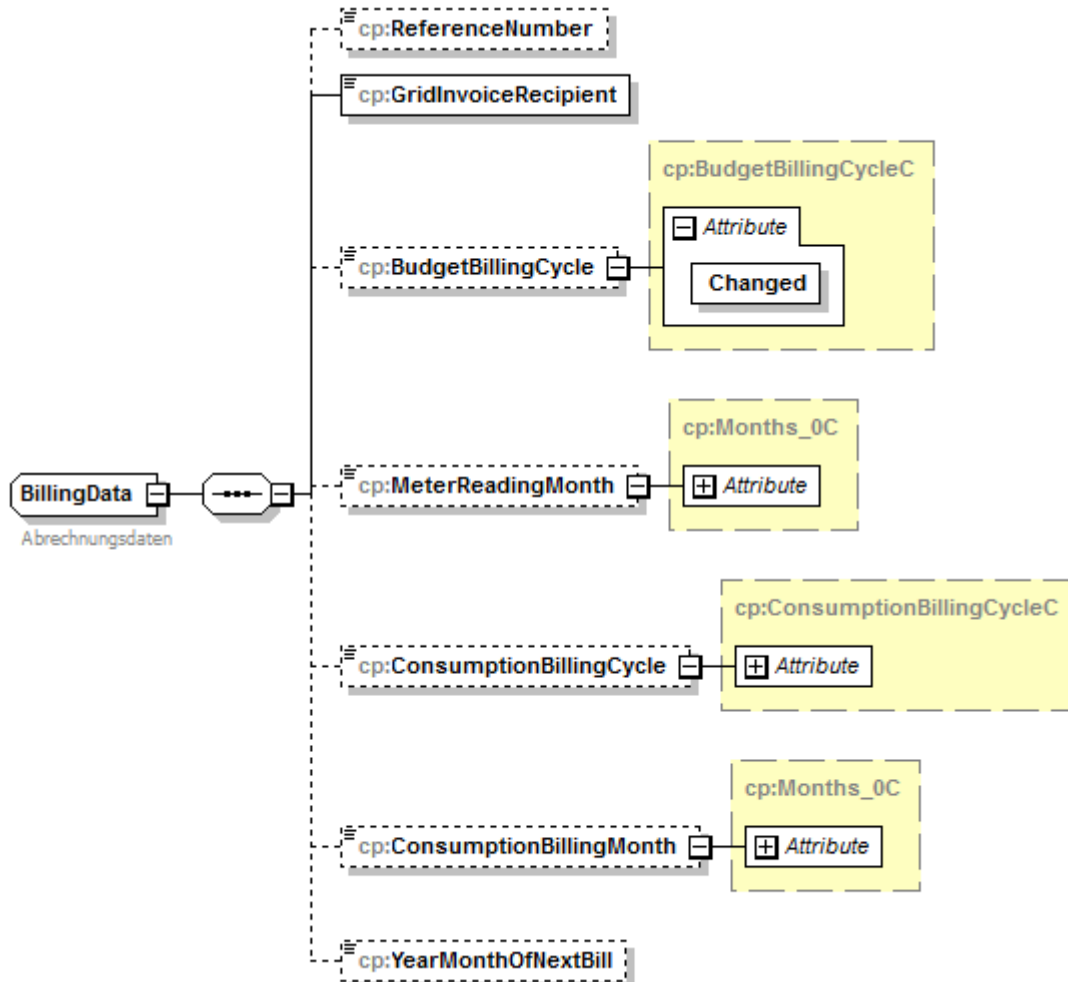 cp:ReferenceNumber
cp:GridInvoiceRecipient
cp:BudgetBillingCycleC
Attribute
cp:BudgetBillingCycle
Changed
cp:Months_0C
cp:MeterReadingMonth
Attribute
BillingData
Abrechnungsdaten
cp:ConsumptionBillingCycleC
cp:ConsumptionBillingCycle
Attribute
cp:Months_0C
cp:ConsumptionBillingMonth
Attribute
cp:YearMonthOfNextBill